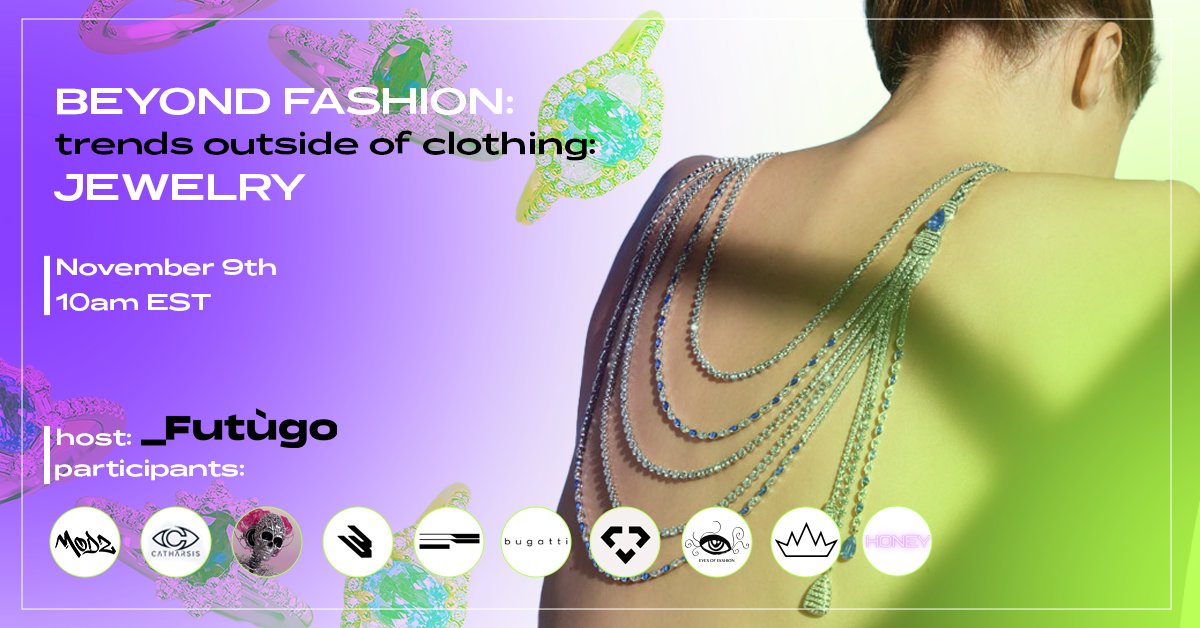 BEYOND FASHION:
trends outside of clothing:
JEWELRY
November 9th
10am EST
host: _Futùgo
participants:
MODZ
CATHARSIS
bugatti
EYES OF FASHION
HONEY